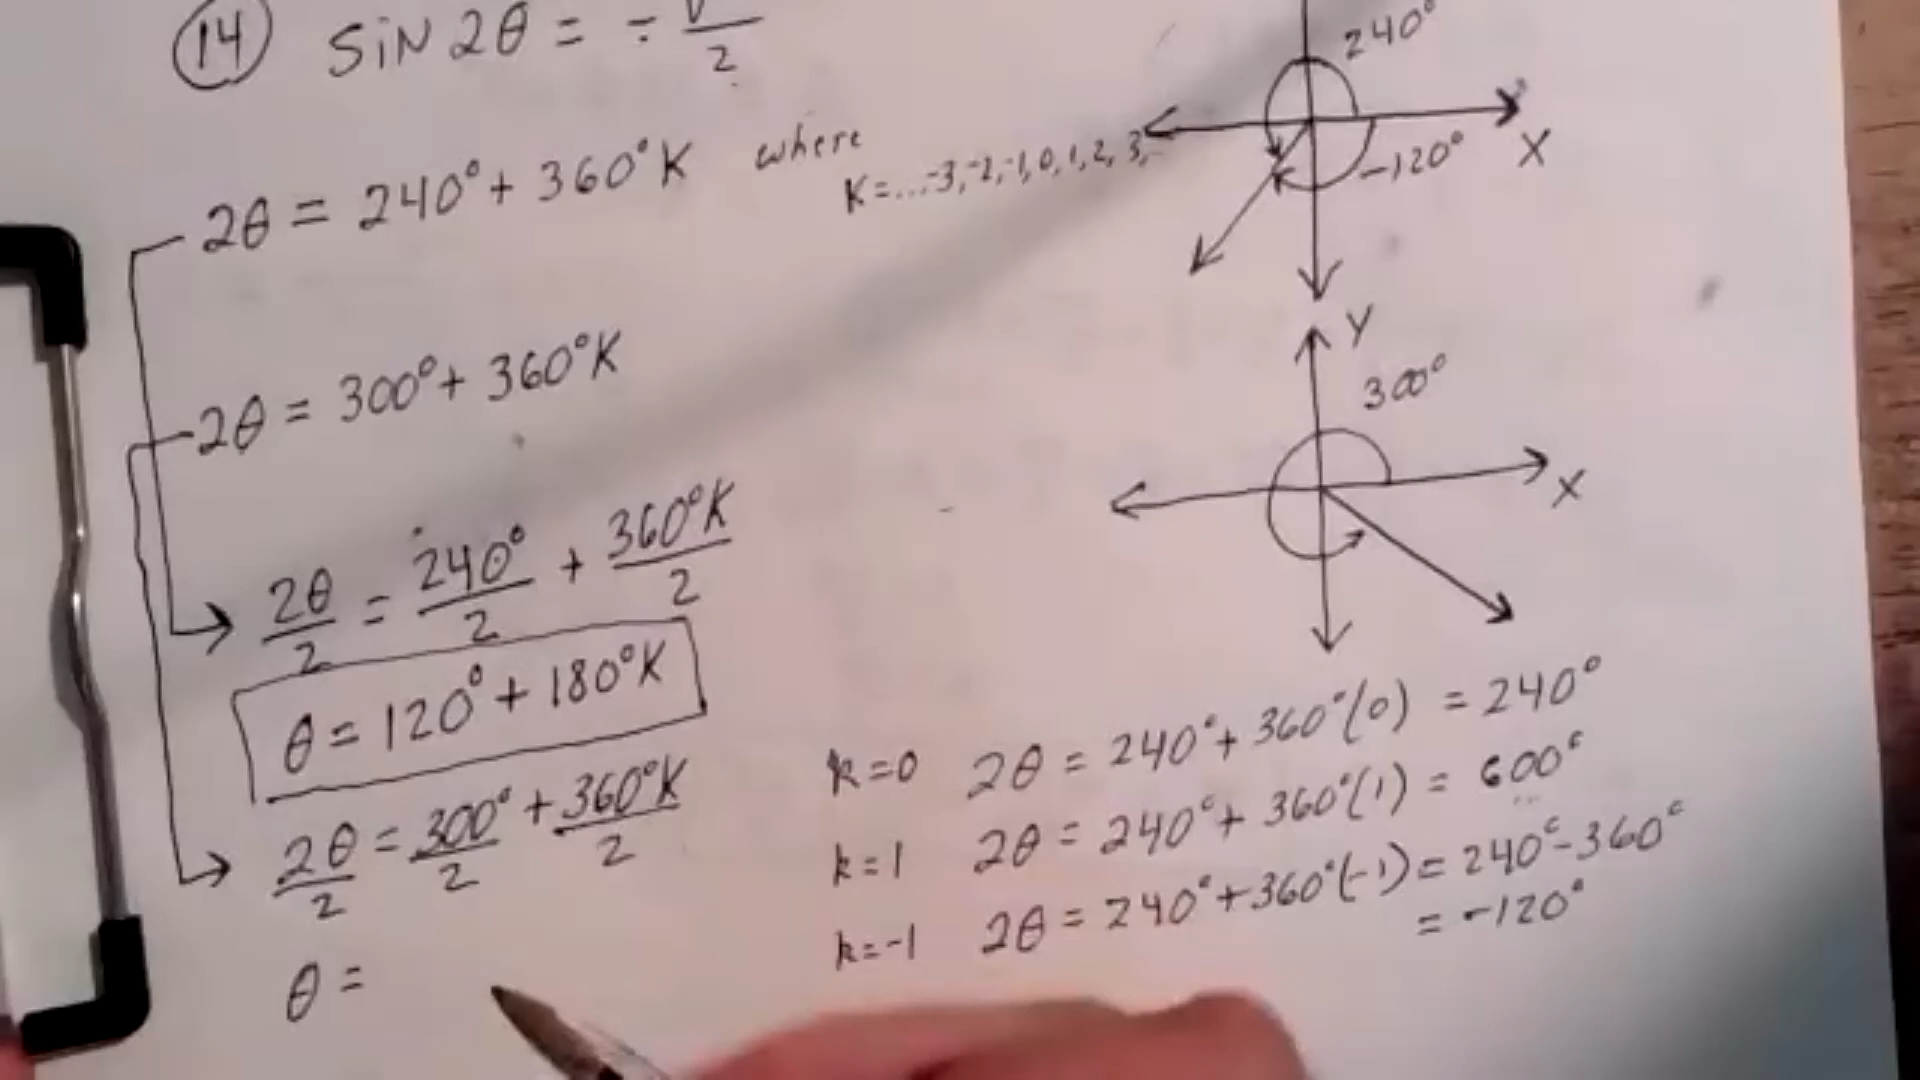 14 SiN 2θ = - /2
2θ = 240° + 360°K where
K = ...-3,-2,-1,0,1,2,3,..
2θ = 300° + 360°K
2θ/2 = 240°/2 + 360°K/2
θ = 120° + 180°K
2θ/2 = 300°/2 + 360°K/2
θ =
240°
-120°
X
Y
300°
X
k=0 2θ = 240° + 360°(0) = 240°
k=1 2θ = 240° + 360°(1) = 600°
k=-1 2θ = 240° + 360°(-1) = 240° - 360°
= -120°